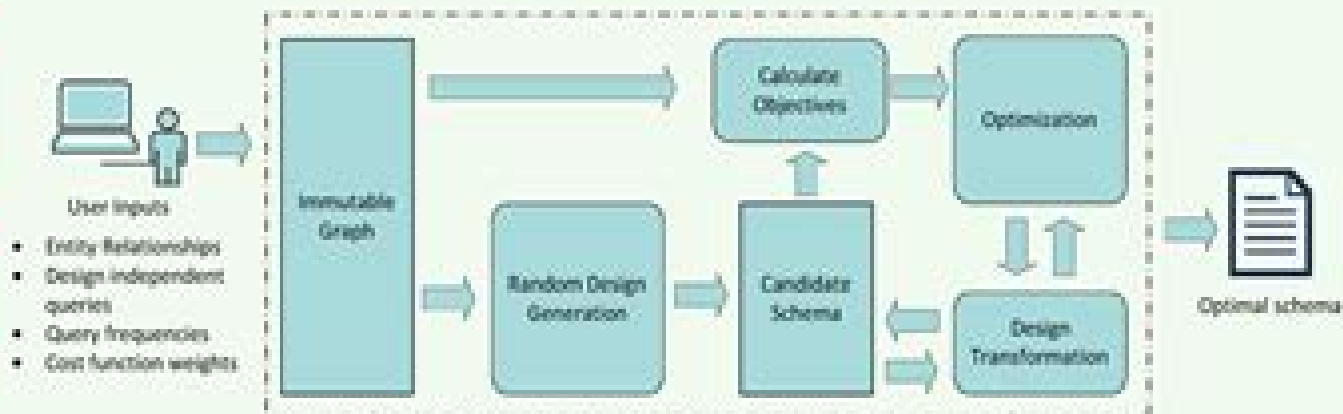 User Inputs
• Entity Relationships
• Design independent
queries
• Query frequencies
• Cost function weights
Immutable
Graph
Random Design
Generation
Calculate
Objectives
Candidate
Schema
Optimization
Design
Transformation
Optimal schema